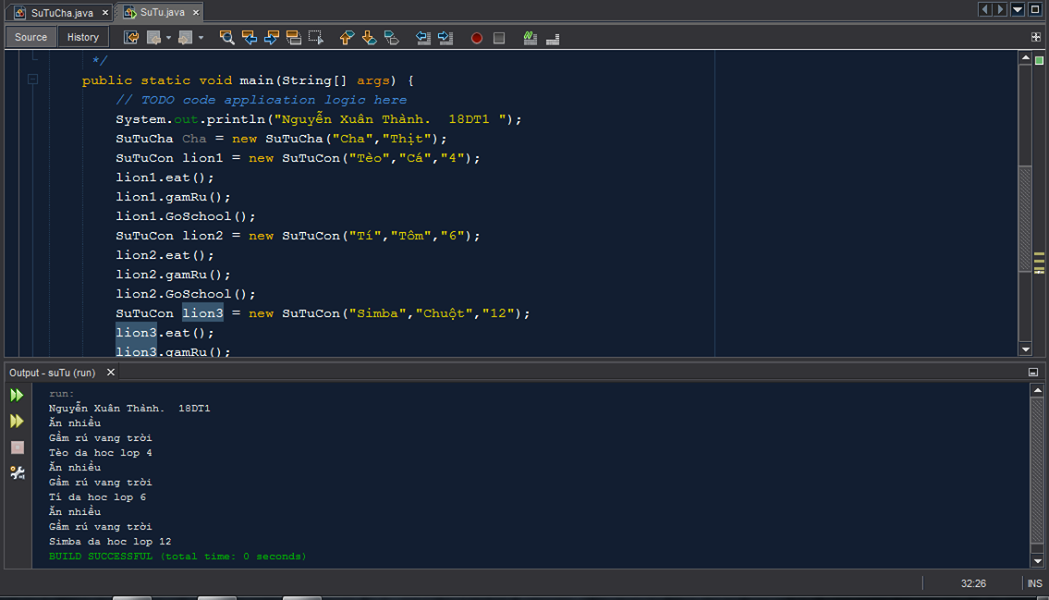 SuTuCha.java × SuTu.java ×
Source History
*/
public static void main(String[] args) {
// TODO code application logic here
System.out.println("Nguyễn Xuân Thành.  18DT1 ");
SuTuCha Cha = new SuTuCha("Cha","Thịt");
SuTuCon lion1 = new SuTuCon("Tèo","Cá","4");
lion1.eat();
lion1.gamRu();
lion1.GoSchool();
SuTuCon lion2 = new SuTuCon("Tí","Tôm","6");
lion2.eat();
lion2.gamRu();
lion2.GoSchool();
SuTuCon lion3 = new SuTuCon("Simba","Chuột","12");
lion3.eat();
lion3.gamRu();
Output - suTu (run) ×
run:
Nguyễn Xuân Thành.  18DT1
Ăn nhiều
Gầm rú vang trời
Tèo da hoc lop 4
Ăn nhiều
Gầm rú vang trời
Tí da hoc lop 6
Ăn nhiều
Gầm rú vang trời
Simba da hoc lop 12
BUILD SUCCESSFUL (total time: 0 seconds)
32:26 INS